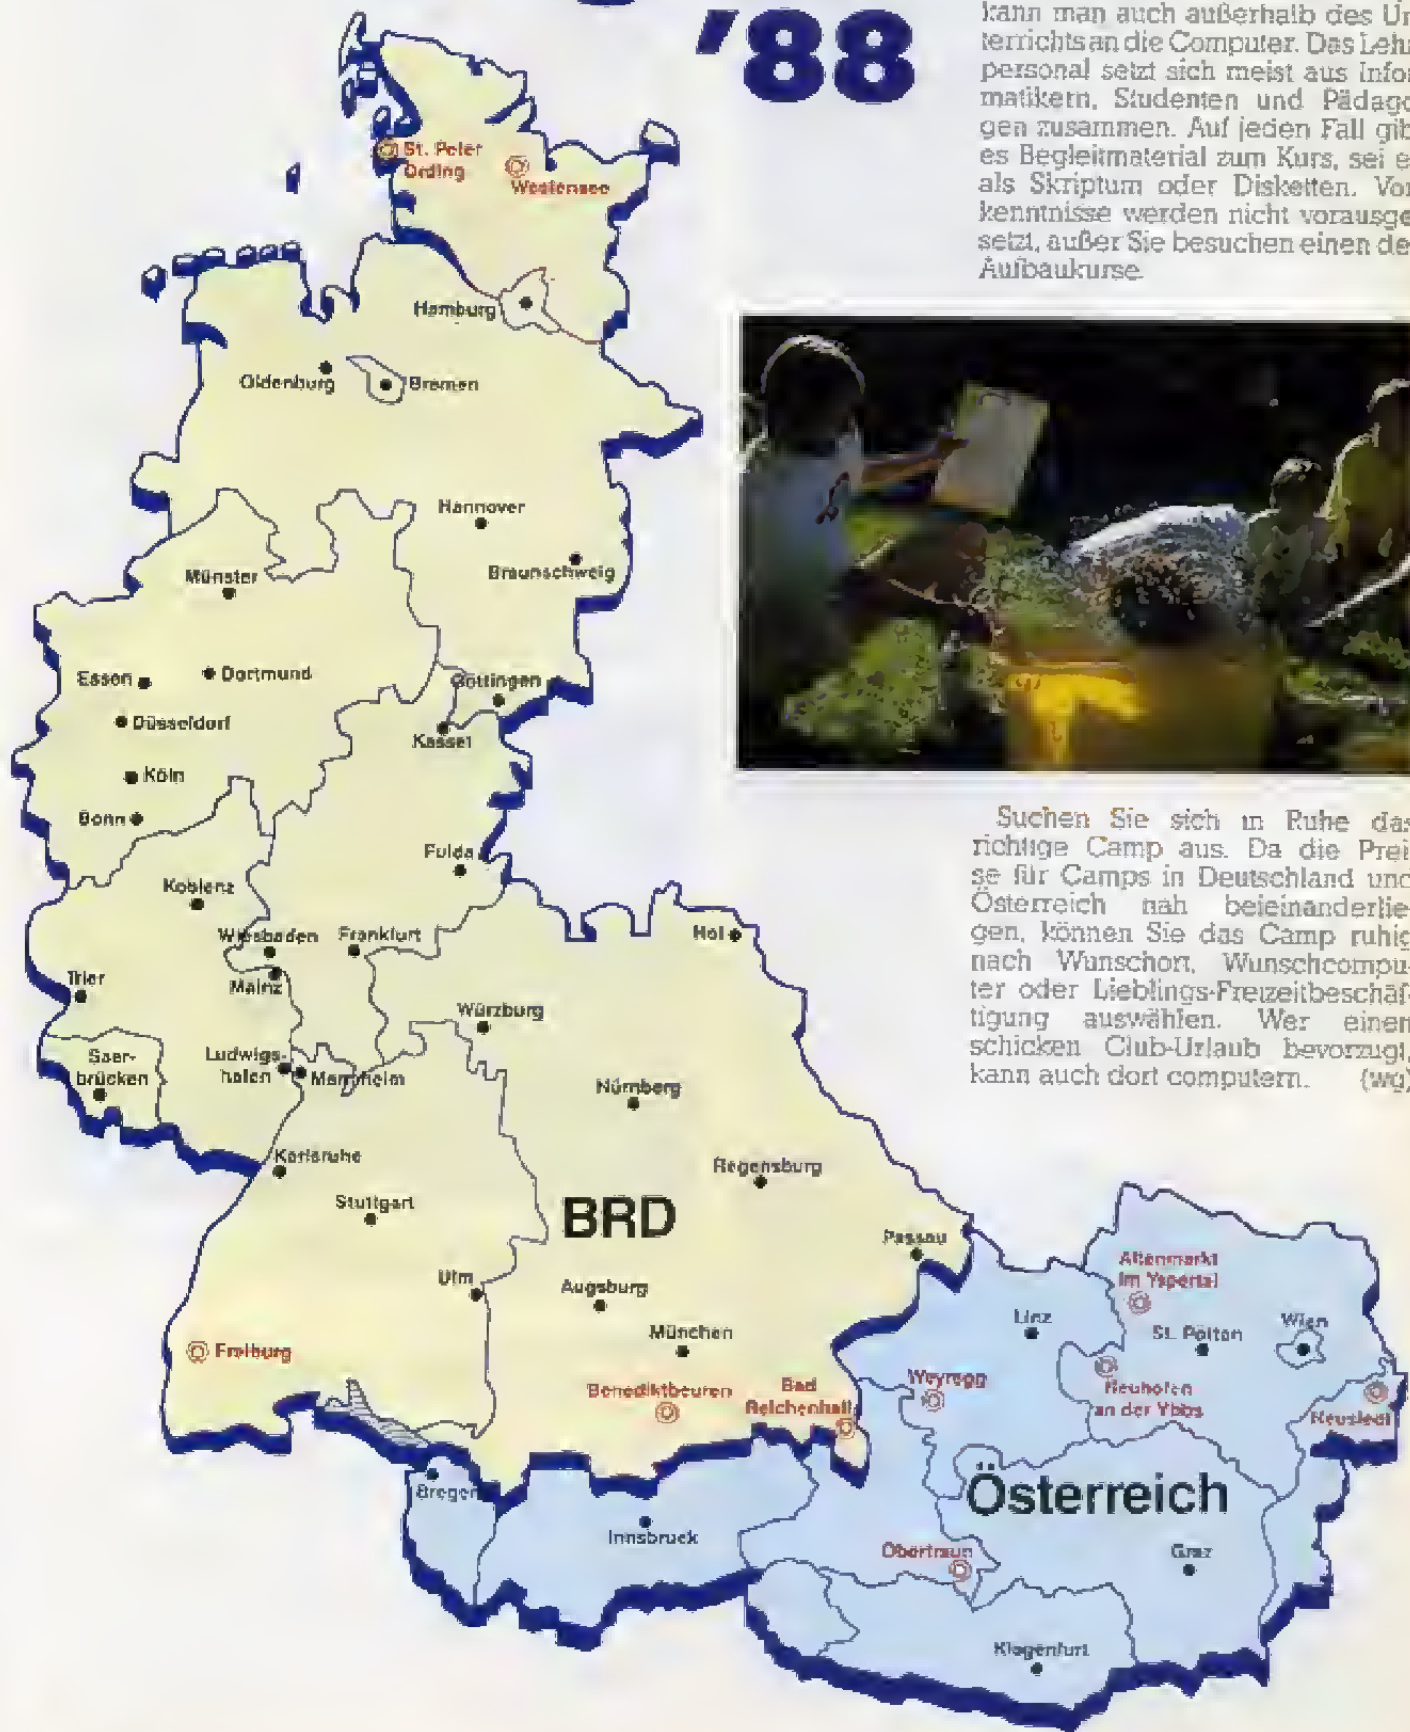 '88
kann man auch außerhalb des Un
terrichts an die Computer. Das Leh
personal setzt sich meist aus Infor
matikern, Studenten und Pädago
gen zusammen. Auf jeden Fall gib
es Begleitmaterial zum Kurs, sei e
als Skriptum oder Disketten. Vor
kenntnisse werden nicht vorausge
setzt, außer Sie besuchen einen de
Aufbaukurse.
St. Peter
Ording
Westensee
Hamburg
Oldenburg
Bremen
Hannover
Braunschweig
Münster
Essen
Dortmund
Göttingen
Düsseldorf
Kassel
Köln
Bonn
Suchen Sie sich in Ruhe das
richtige Camp aus. Da die Prei
se für Camps in Deutschland und
Österreich nah beieinanderlie-
gen, können Sie das Camp ruhig
nach Wunschort, Wunschcompu-
ter oder Lieblings-Freizeitbeschäf-
tigung auswählen. Wer einen
schicken Club-Urlaub bevorzugt,
kann auch dort computern. (wg)
Fulda
Koblenz
Wiesbaden
Frankfurt
Hof
Trier
Mainz
Würzburg
Saar-
brücken
Ludwigs-
hafen
Mannheim
Nürnberg
Karlsruhe
Regensburg
Stuttgart
BRD
Passau
Ulm
Augsburg
München
Freiburg
Benediktbeuren
Bad
Reichenhall
Altenmarkt
im Yspertal
Linz
St. Pölten
Wien
Weyregg
Neuhofen
an der Ybbs
Neusiedl
Bregen
Innsbruck
Österreich
Obertraun
Graz
Klagenfurt